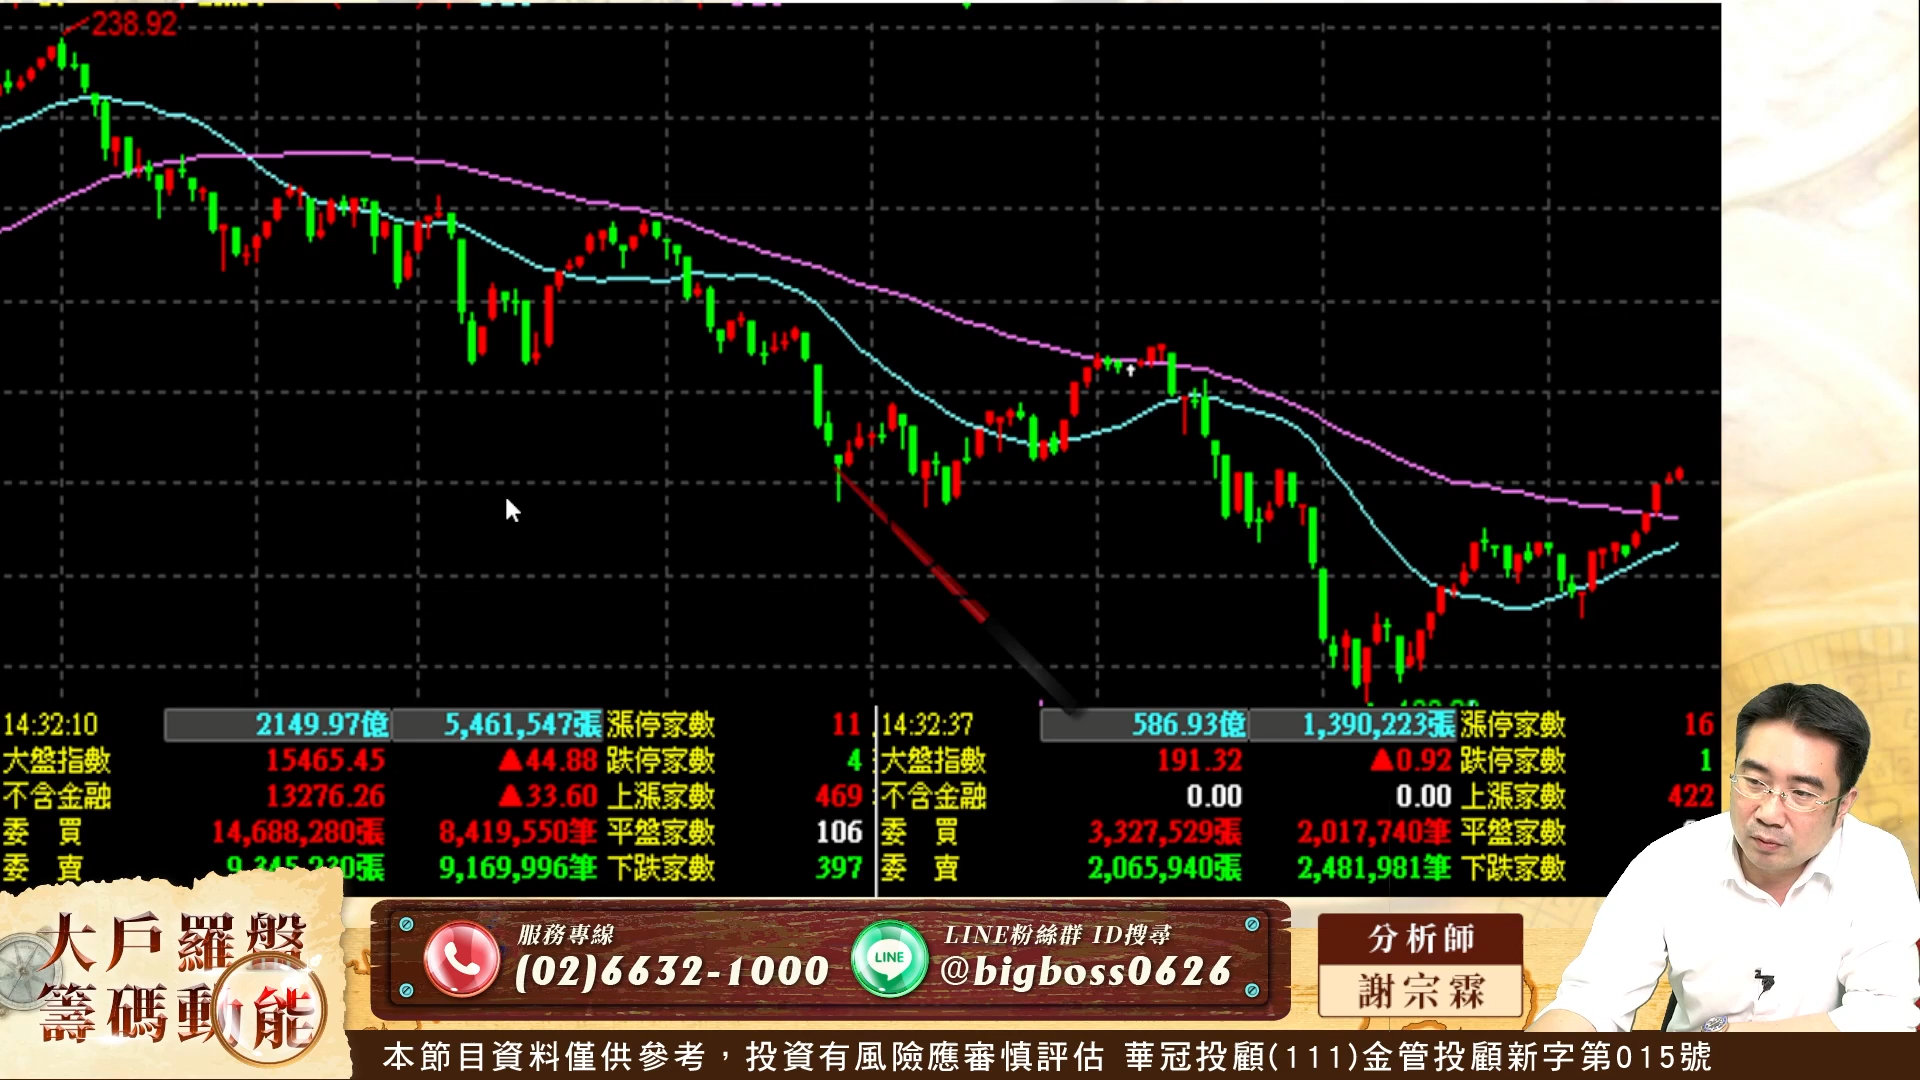 238.92
14:32:10 2149.97億 5,461,547張 漲停家數 11
大盤指數 15465.45 ▲44.88 跌停家數 4
不含金融 13276.26 ▲33.60 上漲家數 469
委 買 14,688,280張 8,419,550筆 平盤家數 106
委 賣 9,345,230張 9,169,996筆 下跌家數 397
14:32:37 586.93億 1,390,223張 漲停家數 16
大盤指數 191.32 ▲0.92 跌停家數 1
不含金融 0.00 0.00 上漲家數 422
委 買 3,327,529張 2,017,740筆 平盤家數
委 賣 2,065,940張 2,481,981筆 下跌家數
大戶羅盤
籌碼動能
服務專線
(02)6632-1000
LINE
LINE粉絲群 ID搜尋
@bigboss0626
分析師
謝宗霖
本節目資料僅供參考，投資有風險應審慎評估 華冠投顧(111)金管投顧新字第015號